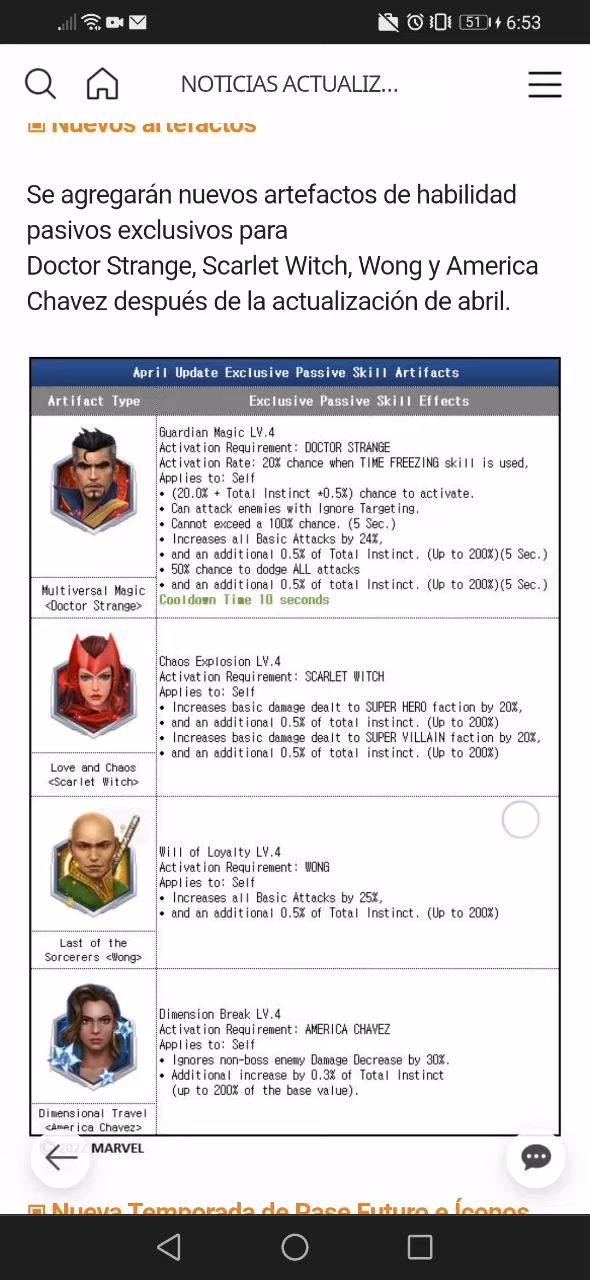 51 6:53
NOTICIAS ACTUALIZ...
Nuevos artefactos
Se agregarán nuevos artefactos de habilidad
pasivos exclusivos para
Doctor Strange, Scarlet Witch, Wong y America
Chavez después de la actualización de abril.
April Update Exclusive Passive Skill Artifacts
Artifact Type Exclusive Passive Skill Effects
Guardian Magic LV.4
Activation Requirement: DOCTOR STRANGE
Activation Rate: 20% chance when TIME FREEZING skill is used,
Applies to: Self
• (20.0% + Total Instinct *0.5%) chance to activate.
• Can attack enemies with Ignore Targeting.
• Cannot exceed a 100% chance. (5 Sec.)
• Increases all Basic Attacks by 24%,
• and an additional 0.5% of Total Instinct. (Up to 200%)(5 Sec.)
• 50% chance to dodge ALL attacks
• and an additional 0.5% of Total Instinct. (Up to 200%)(5 Sec.)
Cooldown Time 10 seconds
Multiversal Magic
<Doctor Strange>
Chaos Explosion LV.4
Activation Requirement: SCARLET WITCH
Applies to: Self
• Increases basic damage dealt to SUPER HERO faction by 20%,
• and an additional 0.5% of total instinct. (Up to 200%)
• Increases basic damage dealt to SUPER VILLAIN faction by 20%,
• and an additional 0.5% of total instinct. (Up to 200%)
Love and Chaos
<Scarlet Witch>
Will of Loyalty LV.4
Activation Requirement: WONG
Applies to: Self
• Increases all Basic Attacks by 25%,
• and an additional 0.5% of Total Instinct. (Up to 200%)
Last of the
Sorcerers <Wong>
Dimension Break LV.4
Activation Requirement: AMERICA CHAVEZ
Applies to: Self
• Ignores non-boss enemy Damage Decrease by 30%.
• Additional increase by 0.3% of Total Instinct
(up to 200% of the base value).
Dimensional Travel
<America Chavez>
© 2022 MARVEL
Nueva Temporada de Pase Futuro e Íconos